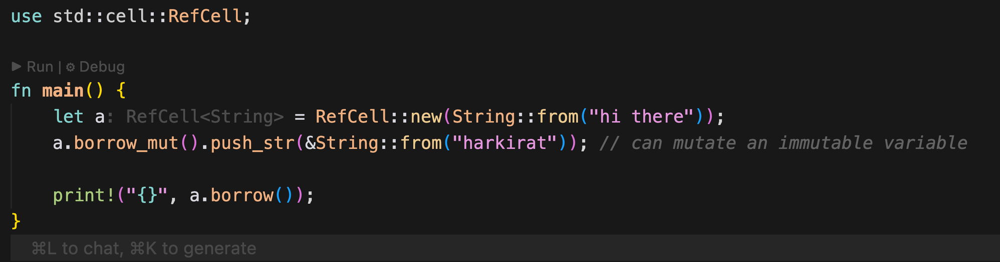 use std::cell::RefCell;
▶ Run | ⚙ Debug
fn main() {
let a: RefCell<String> = RefCell::new(String::from("hi there"));
a.borrow_mut().push_str(&String::from("harkirat")); // can mutate an immutable variable
print!("{}", a.borrow());
}
⌘L to chat, ⌘K to generate